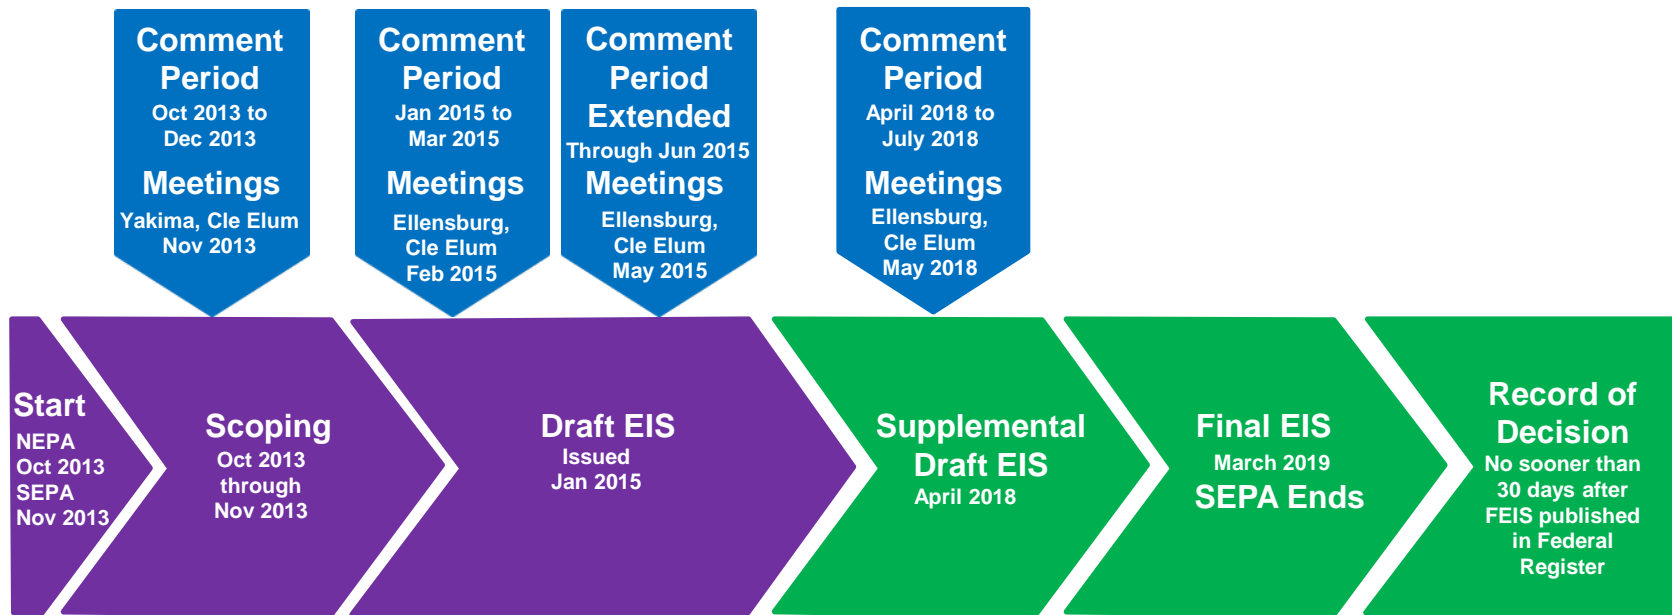 Comment
Period
Oct 2013 to
Dec 2013
Meetings
Yakima, Cle Elum
Nov 2013
Comment
Period
Jan 2015 to
Mar 2015
Meetings
Ellensburg,
Cle Elum
Feb 2015
Comment
Period
Extended
Through Jun 2015
Meetings
Ellensburg,
Cle Elum
May 2015
Comment
Period
April 2018 to
July 2018
Meetings
Ellensburg,
Cle Elum
May 2018
Start
NEPA
Oct 2013
SEPA
Nov 2013
Scoping
Oct 2013
through
Nov 2013
Draft EIS
Issued
Jan 2015
Supplemental
Draft EIS
April 2018
Final EIS
March 2019
SEPA Ends
Record of
Decision
No sooner than
30 days after
FEIS published
in Federal
Register